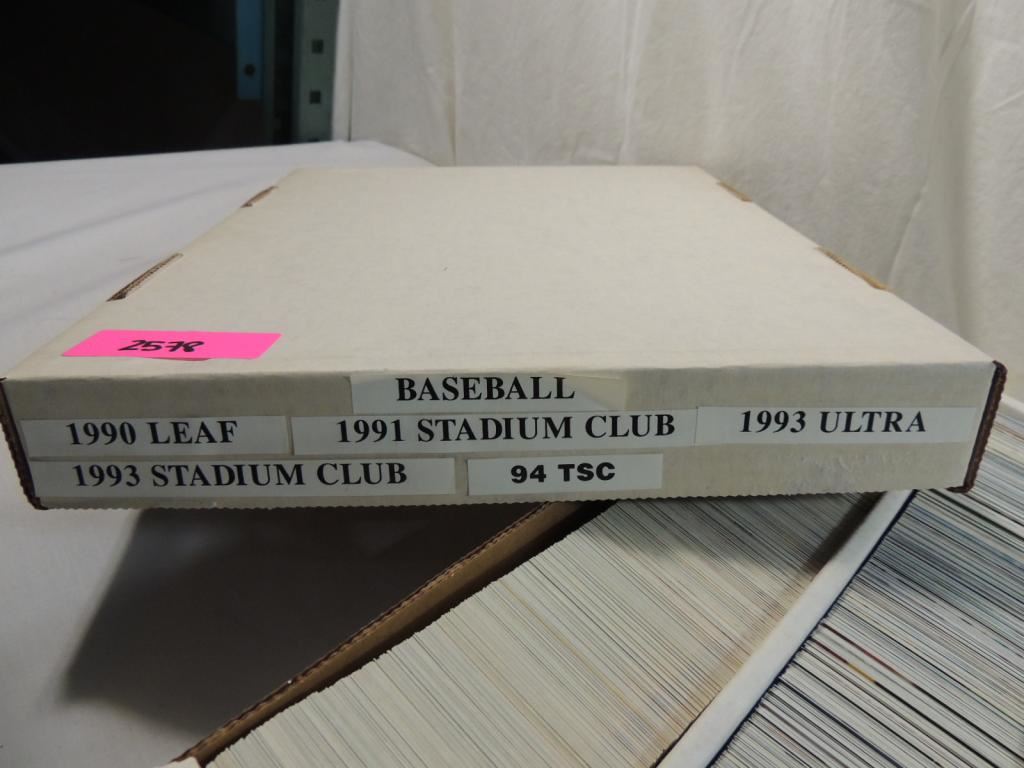 2578
BASEBALL
1990 LEAF
1991 STADIUM CLUB
1993 ULTRA
1993 STADIUM CLUB
94 TSC